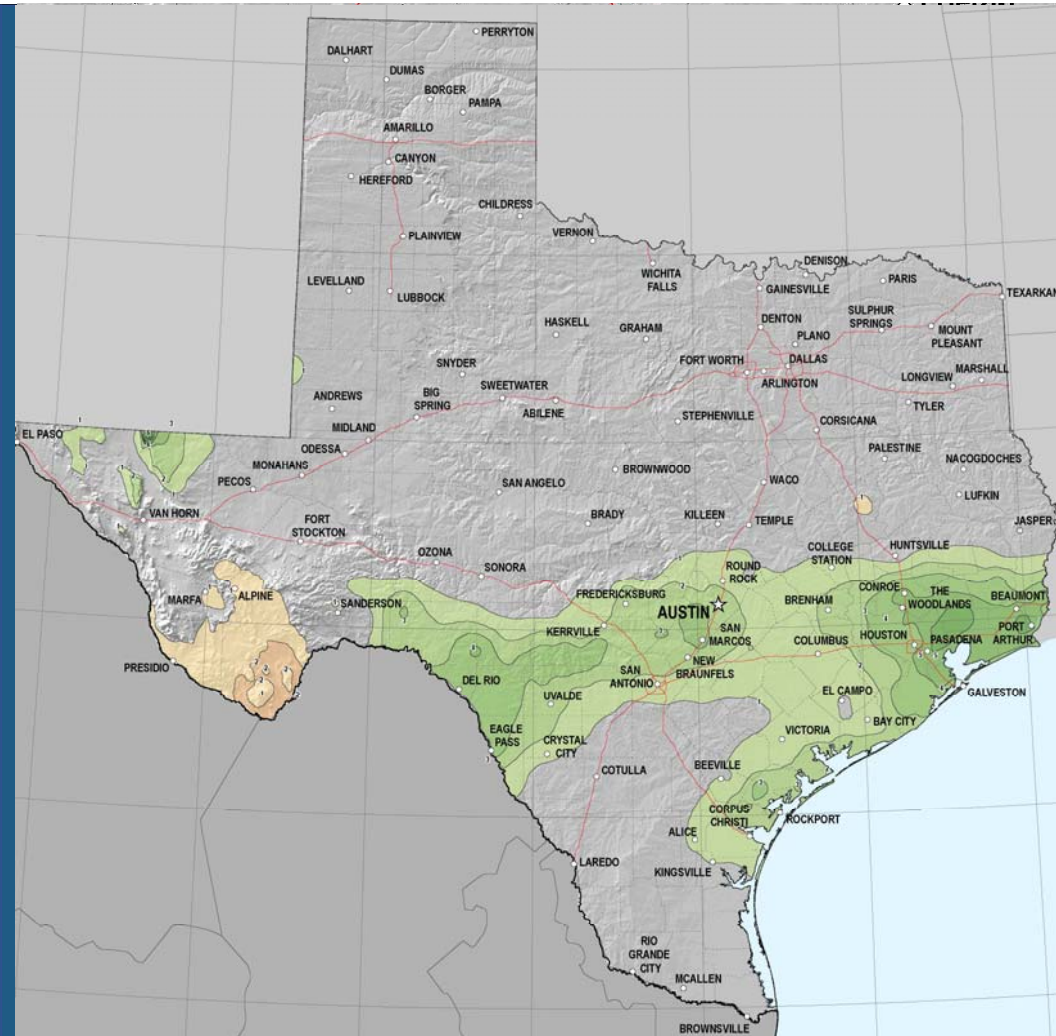 PERRYTON
DALHART
DUMAS
BORGER
PAMPA
AMARILLO
CANYON
HEREFORD
CHILDRESS
VERNON
PLAINVIEW
WICHITA
FALLS
DENISON
GAINESVILLE
PARIS
TEXARKAN
LEVELLAND
LUBBOCK
HASKELL
GRAHAM
DENTON
PLANO
SULPHUR
SPRINGS
MOUNT
PLEASANT
SNYDER
FORT WORTH
DALLAS
ARLINGTON
LONGVIEW
MARSHALL
ANDREWS
BIG
SPRING
SWEETWATER
ABILENE
STEPHENVILLE
TYLER
CORSICANA
EL PASO
MIDLAND
ODESSA
MONAHANS
PECOS
BROWNWOOD
PALESTINE
NACOGDOCHES
SAN ANGELO
WACO
LUFKIN
VAN HORN
FORT
STOCKTON
BRADY
KILLEEN
TEMPLE
JASPER
OZONA
SONORA
COLLEGE
STATION
HUNTSVILLE
ROUND
ROCK
MARFA
ALPINE
SANDERSON
FREDERICKSBURG
AUSTIN
BRENHAM
CONROE
THE
WOODLANDS
BEAUMONT
KERRVILLE
SAN
MARCOS
COLUMBUS
HOUSTON
PASADENA
PORT
ARTHUR
PRESIDIO
DEL RIO
SAN
ANTONIO
NEW
BRAUNFELS
UVALDE
EL CAMPO
GALVESTON
BAY CITY
EAGLE
PASS
CRYSTAL
CITY
VICTORIA
COTULLA
BEEVILLE
CORPUS
CHRISTI
ROCKPORT
ALICE
LAREDO
KINGSVILLE
RIO
GRANDE
CITY
MCALLEN
BROWNSVILLE